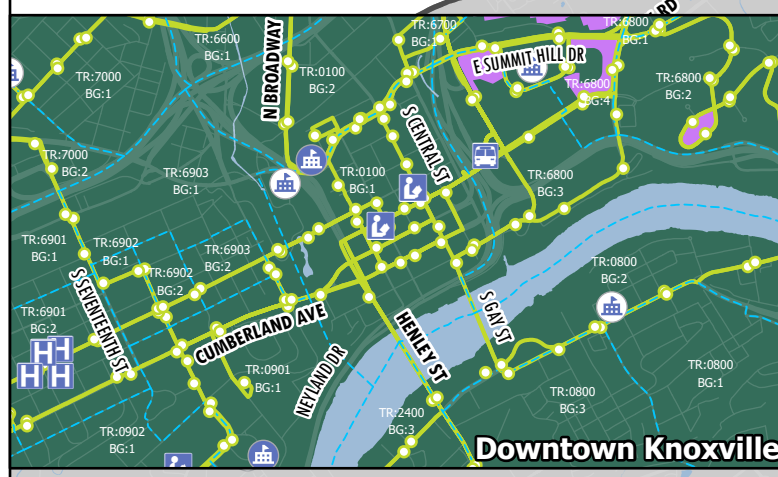 ARD
TR:6700
BG:1
TR:6800
BG:1
TR:6600
BG:1
TR:7000
BG:1
N BROADWAY
TR:0100
BG:2
E SUMMIT HILL DR
TR:6800
BG:4
TR:6800
BG:2
S CENTRAL ST
TR:7000
BG:2
TR:6903
BG:1
TR:0100
BG:1
TR:6800
BG:3
TR:6901
BG:1
TR:6902
BG:1
TR:6903
BG:2
TR:6902
BG:2
TR:0800
BG:2
S SEVENTEENTH ST
TR:6901
BG:2
CUMBERLAND AVE
HENLEY ST
S GAY ST
H H
H H
NEYLAND DR
TR:0901
BG:1
TR:0800
BG:1
TR:0800
BG:3
TR:2400
BG:3
TR:0902
BG:1
Downtown Knoxville